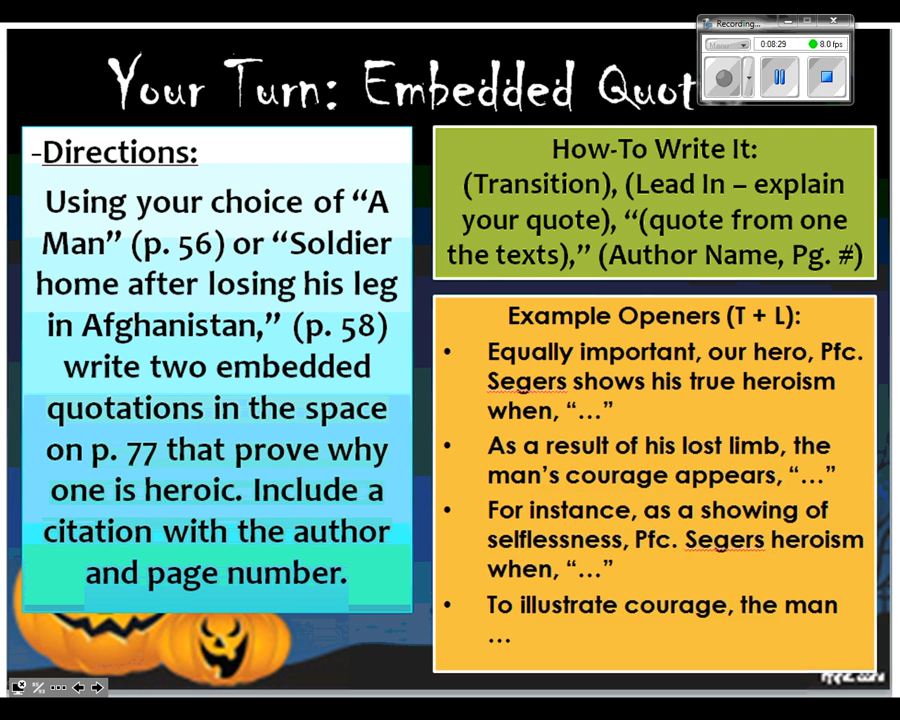 Recording...
0:08:29
8.0 fps
Your Turn: Embedded Quot
-Directions:
Using your choice of “A
Man” (p. 56) or “Soldier
home after losing his leg
in Afghanistan,” (p. 58)
write two embedded
quotations in the space
on p. 77 that prove why
one is heroic. Include a
citation with the author
and page number.
How-To Write It:
(Transition), (Lead In – explain
your quote), “(quote from one
the texts),” (Author Name, Pg. #)
Example Openers (T + L):
• Equally important, our hero, Pfc.
Segers shows his true heroism
when, “…”
• As a result of his lost limb, the
man’s courage appears, “…”
• For instance, as a showing of
selflessness, Pfc. Segers heroism
when, “…”
• To illustrate courage, the man
…